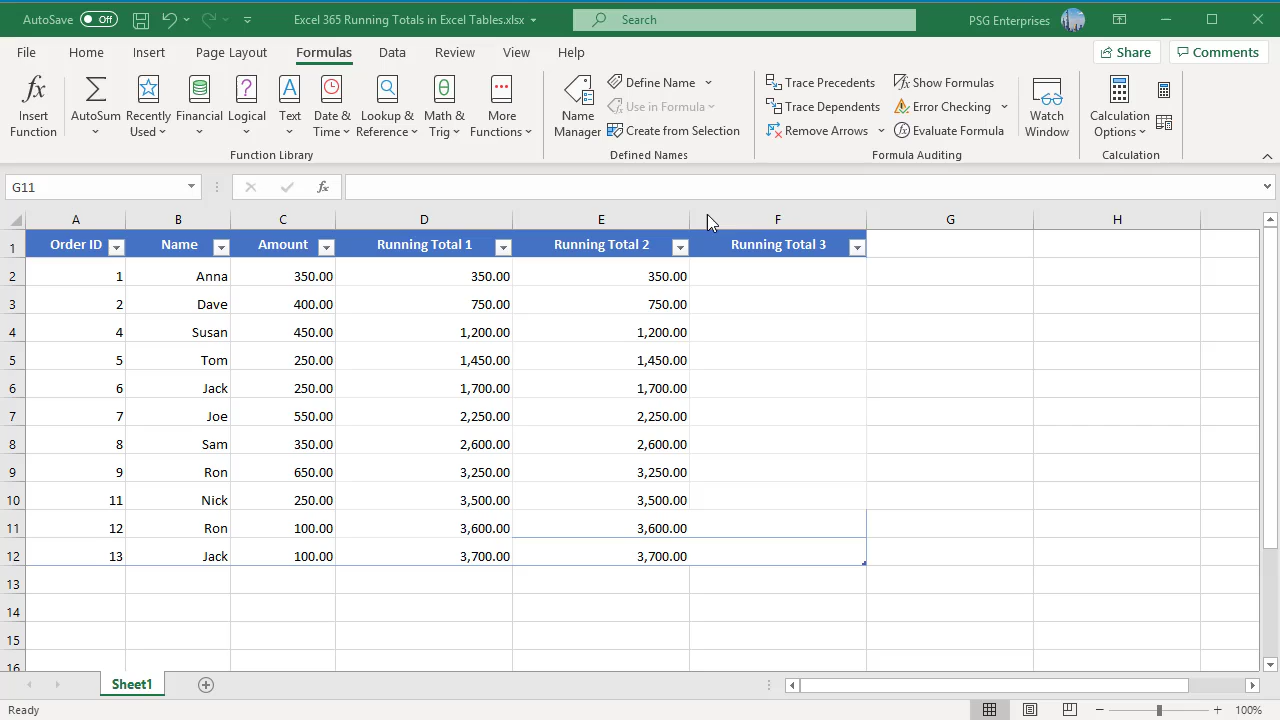 AutoSave Off Excel 365 Running Totals in Excel Tables.xlsx Search PSG Enterprises
File Home Insert Page Layout Formulas Data Review View Help Share Comments
fx Insert Function
AutoSum
Recently Used
Financial
Logical
Text
Date & Time
Lookup & Reference
Math & Trig
More Functions
Function Library
Name Manager
Define Name
Use in Formula
Create from Selection
Defined Names
Trace Precedents
Trace Dependents
Remove Arrows
Show Formulas
Error Checking
Evaluate Formula
Formula Auditing
Watch Window
Calculation Options
Calculation
G11 fx
A B C D E F G H
1 Order ID Name Amount Running Total 1 Running Total 2 Running Total 3
2 1 Anna 350.00 350.00 350.00
3 2 Dave 400.00 750.00 750.00
4 4 Susan 450.00 1,200.00 1,200.00
5 5 Tom 250.00 1,450.00 1,450.00
6 6 Jack 250.00 1,700.00 1,700.00
7 7 Joe 550.00 2,250.00 2,250.00
8 8 Sam 350.00 2,600.00 2,600.00
9 9 Ron 650.00 3,250.00 3,250.00
10 11 Nick 250.00 3,500.00 3,500.00
11 12 Ron 100.00 3,600.00 3,600.00
12 13 Jack 100.00 3,700.00 3,700.00
13
14
15
16
Sheet1
Ready 100%